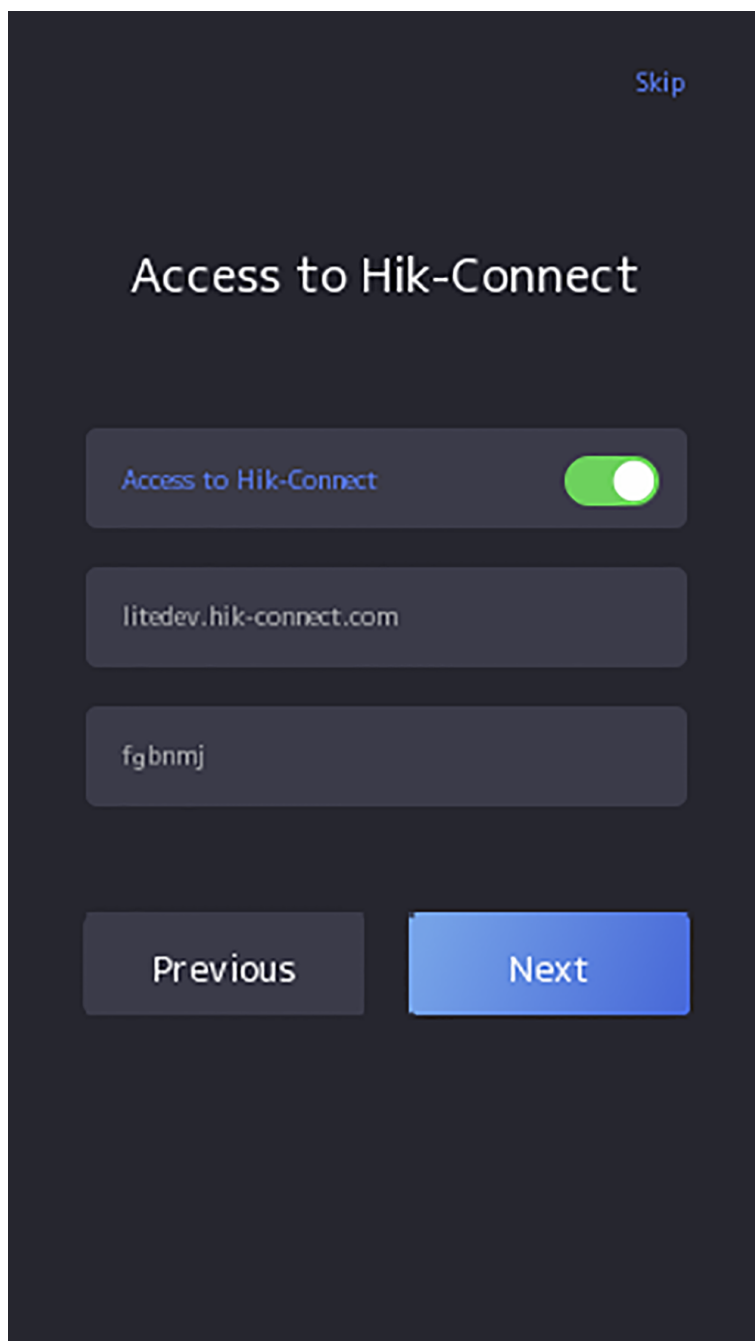 Skip
Access to Hik-Connect
Access to Hik-Connect
litedev.hik-connect.com
fgbnmj
Previous
Next